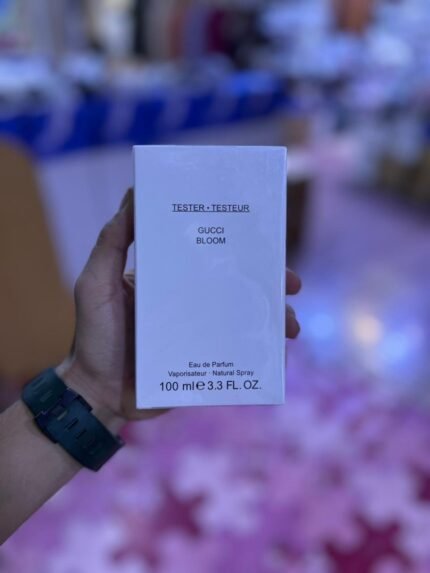 TESTER • TESTEUR
GUCCI
BLOOM
Eau de Parfum
Vaporisateur · Natural Spray
100 ml ℮ 3.3 FL. OZ.